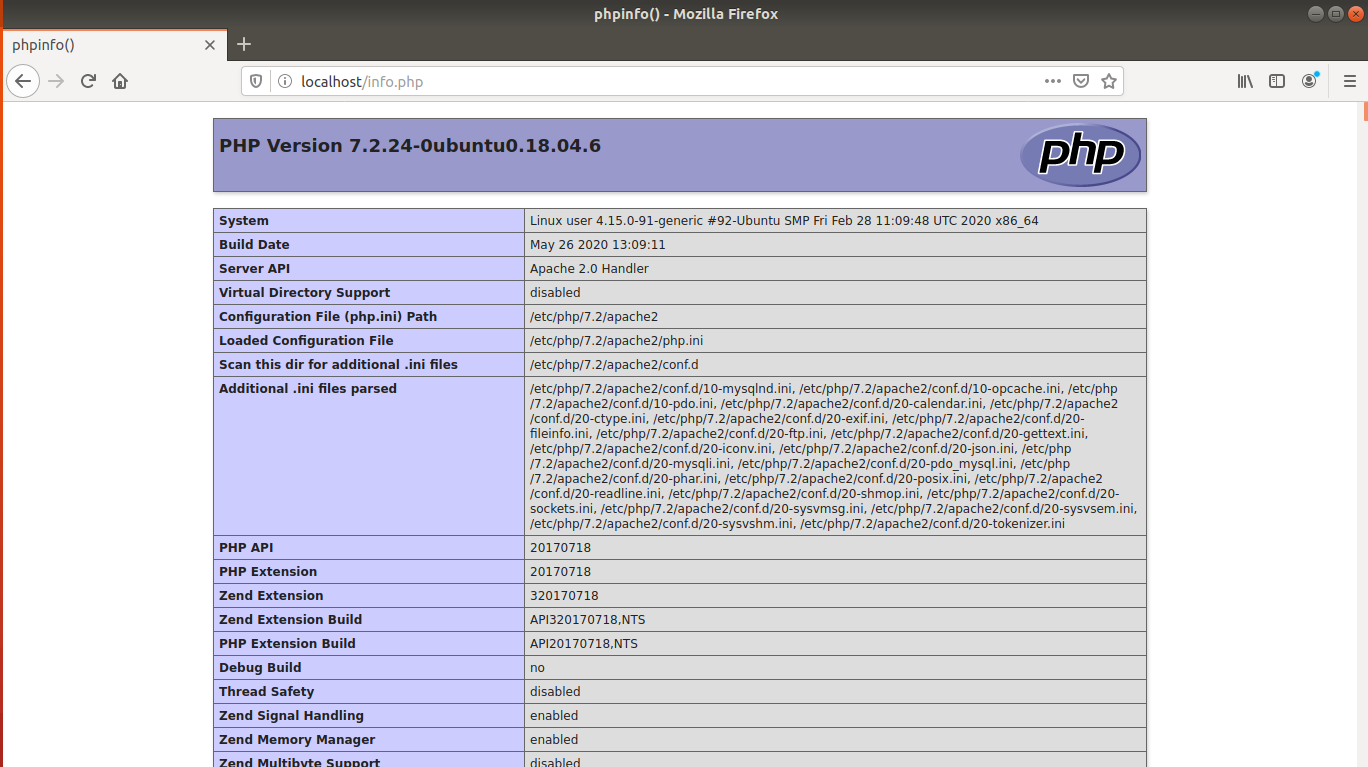 phpinfo() - Mozilla Firefox
phpinfo()
localhost/info.php
PHP Version 7.2.24-0ubuntu0.18.04.6
php
System Linux user 4.15.0-91-generic #92-Ubuntu SMP Fri Feb 28 11:09:48 UTC 2020 x86_64
Build Date May 26 2020 13:09:11
Server API Apache 2.0 Handler
Virtual Directory Support disabled
Configuration File (php.ini) Path /etc/php/7.2/apache2
Loaded Configuration File /etc/php/7.2/apache2/php.ini
Scan this dir for additional .ini files /etc/php/7.2/apache2/conf.d
Additional .ini files parsed /etc/php/7.2/apache2/conf.d/10-mysqlnd.ini, /etc/php/7.2/apache2/conf.d/10-opcache.ini, /etc/php
/7.2/apache2/conf.d/10-pdo.ini, /etc/php/7.2/apache2/conf.d/20-calendar.ini, /etc/php/7.2/apache2
/conf.d/20-ctype.ini, /etc/php/7.2/apache2/conf.d/20-exif.ini, /etc/php/7.2/apache2/conf.d/20-
fileinfo.ini, /etc/php/7.2/apache2/conf.d/20-ftp.ini, /etc/php/7.2/apache2/conf.d/20-gettext.ini,
/etc/php/7.2/apache2/conf.d/20-iconv.ini, /etc/php/7.2/apache2/conf.d/20-json.ini, /etc/php
/7.2/apache2/conf.d/20-mysqli.ini, /etc/php/7.2/apache2/conf.d/20-pdo_mysql.ini, /etc/php
/7.2/apache2/conf.d/20-phar.ini, /etc/php/7.2/apache2/conf.d/20-posix.ini, /etc/php/7.2/apache2
/conf.d/20-readline.ini, /etc/php/7.2/apache2/conf.d/20-shmop.ini, /etc/php/7.2/apache2/conf.d/20-
sockets.ini, /etc/php/7.2/apache2/conf.d/20-sysvmsg.ini, /etc/php/7.2/apache2/conf.d/20-sysvsem.ini,
/etc/php/7.2/apache2/conf.d/20-sysvshm.ini, /etc/php/7.2/apache2/conf.d/20-tokenizer.ini
PHP API 20170718
PHP Extension 20170718
Zend Extension 320170718
Zend Extension Build API320170718,NTS
PHP Extension Build API20170718,NTS
Debug Build no
Thread Safety disabled
Zend Signal Handling enabled
Zend Memory Manager enabled
Zend Multibyte Support disabled